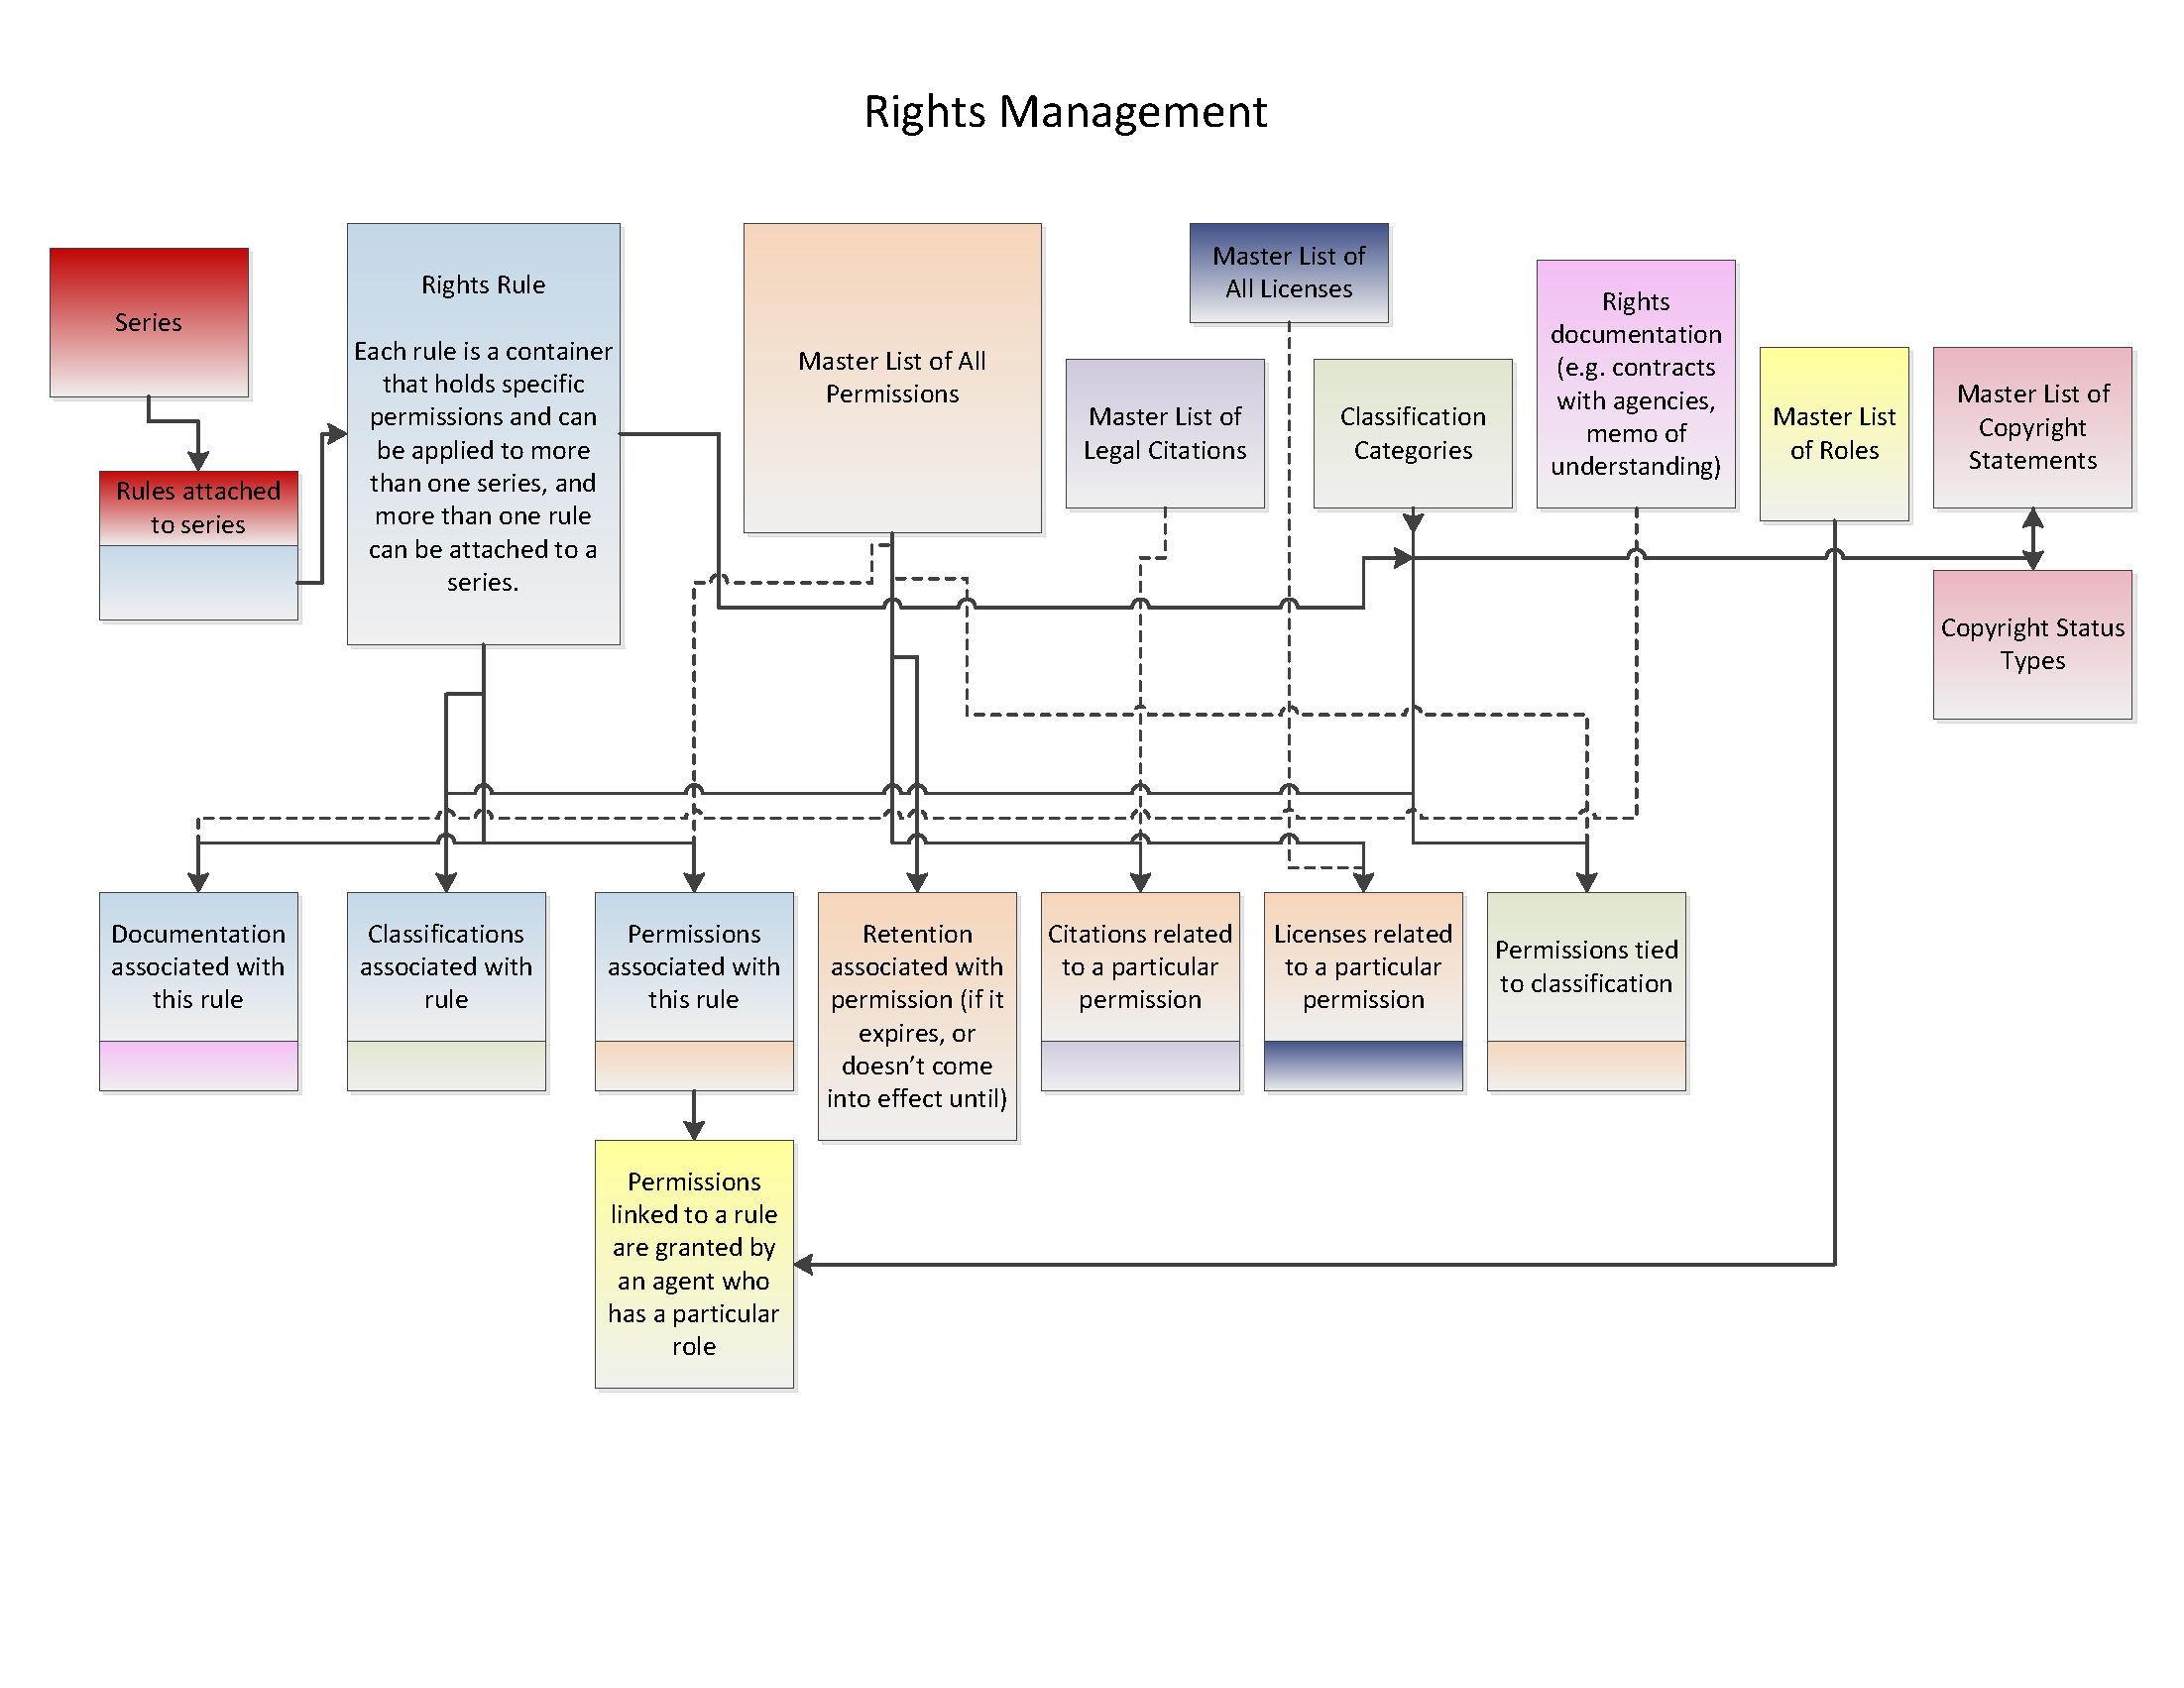 Rights Management
Series
Rules attached
to series
Rights Rule
Each rule is a container
that holds specific
permissions and can
be applied to more
than one series, and
more than one rule
can be attached to a
series.
Master List of All
Permissions
Master List of
Legal Citations
Master List of
All Licenses
Classification
Categories
Rights
documentation
(e.g. contracts
with agencies,
memo of
understanding)
Master List
of Roles
Master List of
Copyright
Statements
Copyright Status
Types
Documentation
associated with
this rule
Classifications
associated with
rule
Permissions
associated with
this rule
Retention
associated with
permission (if it
expires, or
doesn’t come
into effect until)
Citations related
to a particular
permission
Licenses related
to a particular
permission
Permissions tied
to classification
Permissions
linked to a rule
are granted by
an agent who
has a particular
role